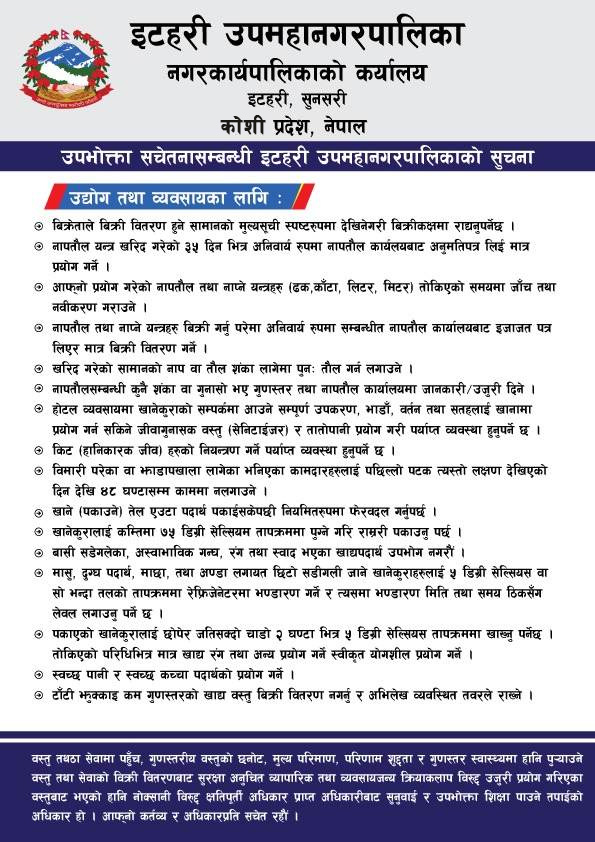 इटहरी उपमहानगरपालिका
नगरकार्यपालिकाको कर्यालय
इटहरी, सुनसरी
कोशी प्रदेश, नेपाल
उपभोक्ता सचेतनासम्बन्धी इटहरी उपमहानगरपालिकाको सुचना
उद्योग तथा व्यवसायका लागि :
बिक्रेताले बिक्री वितरण हुने सामानको मुल्यसूची स्पष्टरुपमा देखिनेगरी बिक्रीकक्षमा राख्नुपर्नेछ ।
नापतौल यन्त्र खरिद गरेको ३५ दिन भित्र अनिवार्य रुपमा नापतौल कार्यलयबाट अनुमतिपत्र लिई मात्र
प्रयोग गर्ने ।
आफ्नो प्रयोग गरेको नापतौल तथा नाप्ने यन्त्रहरु (ढक,काँटा, लिटर, मिटर) तोकिएको समयमा जाँच तथा
नवीकरण गराउने ।
नापतौल तथा नाप्ने यन्त्रहरु बिक्री गर्नु परेमा अनिवार्य रुपमा सम्बन्धीत नापतौल कार्यालयबाट इजाजत पत्र
लिएर मात्र बिक्री वितरण गर्ने ।
खरिद गरेको सामानको नाप वा तौल शंका लागेमा पुनः तौल गर्न लगाउने ।
नापतौलसम्बन्धी कुनै शंका वा गुनासो भए गुणस्तर तथा नापतौल कार्यालयमा जानकारी/उजुरी दिने ।
होटल व्यवसायमा खानेकुराको सम्पर्कमा आउने सम्पूर्ण उपकरण, भाडाँ, वर्तन तथा सतहलाई खानामा
प्रयोग गर्न सकिने जीवाणुनासक वस्तु (सेनिटाईजर) र तातोपानी प्रयोग गरी पर्याप्त व्यवस्था हुनुपर्ने छ ।
किट (हानिकारक जीव) हरुको नियन्त्रण गर्ने पर्याप्त व्यवस्था हुनुपर्ने छ ।
विमारी परेका वा झाडापखाला लागेका भनिएका कामदारहरुलाई पछिल्लो पटक त्यस्तो लक्षण देखिएको
दिन देखि ४८ घण्टासम्म काममा नलगाउने ।
खाने (पकाउने) तेल एउटा पदार्थ पकाईसकेपछी नियमितरुपमा फेरवदल गर्नुपर्छ ।
खानेकुरालाई कम्तिमा ७५ डिग्री सेल्सियम तापक्रममा पुग्ने गरि राम्ररी पकाउनु पर्छ ।
बासी सडेगलेका, अस्वाभाविक गन्घ, रंग तथा स्वाद भएका खाद्यपदार्थ उपभोग नगरौं ।
मासु, दुग्ध पदार्थ, माछा, तथा अण्डा लगायत छिटो सडीगली जाने खानेकुराहरुलाई ५ डिग्री सेल्सियस वा
सो भन्दा तलको तापक्रममा रेफ्रिजेनेटरमा भण्डारण गर्ने र त्यसमा भण्डारण मिति तथा समय ठिकसँग
लेवल लगाउनु पर्ने छ ।
पकाएको खानेकुरालाई छोपेर जतिसक्दो चाडो २ घण्टा भित्र ५ डिग्री सेल्सियस तापक्रममा खाख्नु पर्नेछ ।
तोकिएको परिधिभित्र मात्र खाद्य रंग तथा अन्य प्रयोग गर्ने स्वीकृत योगशील प्रयोग गर्ने ।
स्वच्छ पानी र स्वच्छ कच्चा पदार्थको प्रयोग गर्ने ।
टाँटी झुक्काइ कम गुणस्तरको खाद्य वस्तु बिक्री वितरण नगर्नु र अभिलेख व्यवस्थित तवरले राख्ने ।
वस्तु तथठा सेवामा पहुँच, गुणस्तरीय वस्तुको छनोट, मुल्य परिमाण, परिणाम शुद्दता र गुणस्तर स्वास्थ्यमा हानि पुऱ्याउने
वस्तु तथा सेवाको विक्री वितरणबाट सुरक्षा अनुचित व्यापारिक तथा व्यवसायजन्य क्रियाकलाप विरुद्द उजुरी प्रयोग गरिएका
वस्तुबाट भएको हानि नोक्सानी विरुद्द क्षतिपूर्ती अधिकार प्राप्त अधिकारीबाट सुनुवाई र उपभोक्ता शिक्षा पाउने तपाईको
अधिकार हो । आफ्नो कर्तव्य र अधिकारप्रति सचेत रहौं ।